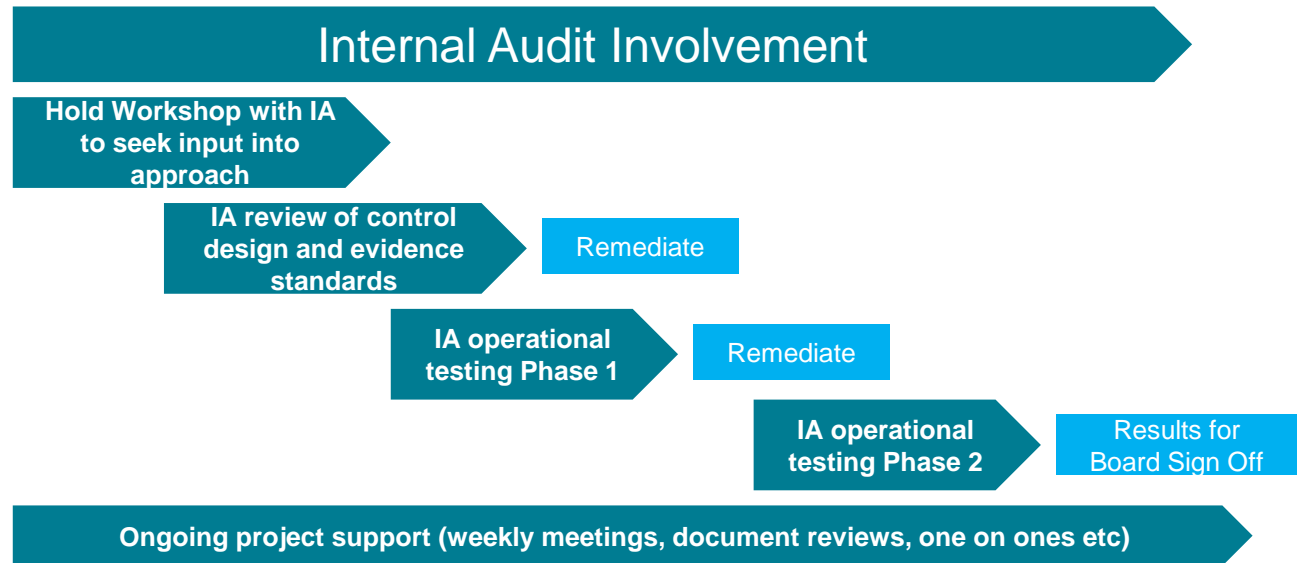 Internal Audit Involvement
Hold Workshop with IA
to seek input into
approach
IA review of control
design and evidence
standards
Remediate
IA operational
testing Phase 1
Remediate
IA operational
testing Phase 2
Results for
Board Sign Off
Ongoing project support (weekly meetings, document reviews, one on ones etc)